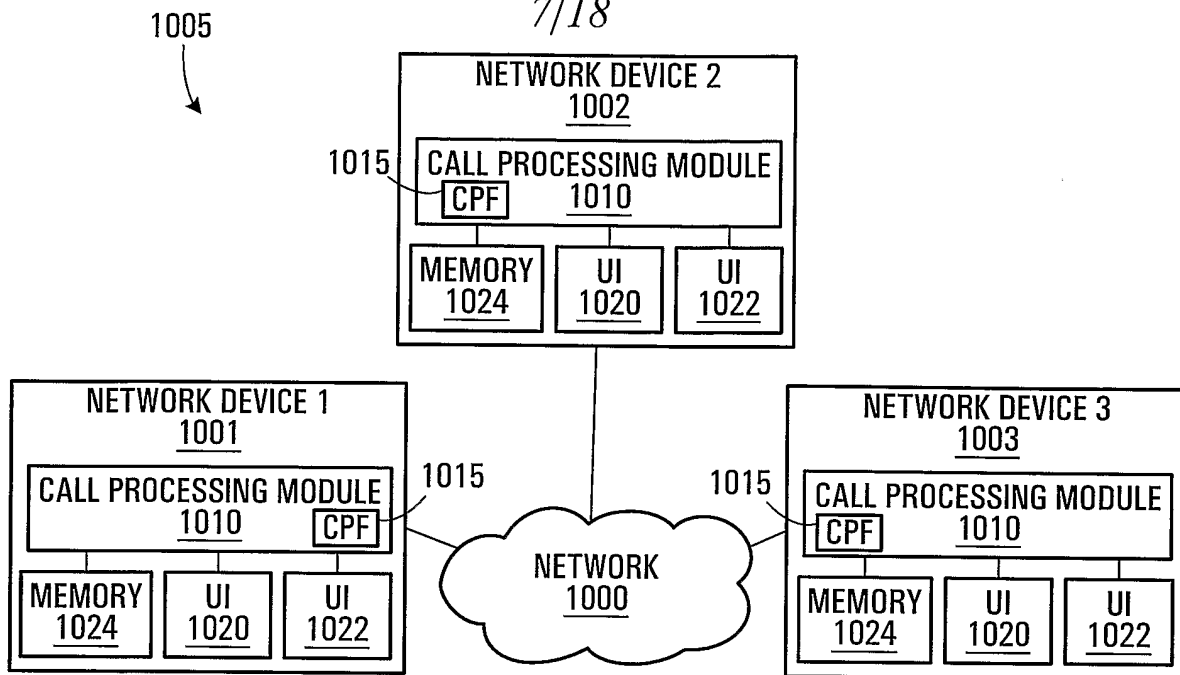 7/18
1005
NETWORK DEVICE 2
1002
1015
CALL PROCESSING MODULE
CPF
1010
MEMORY
1024
UI
1020
UI
1022
NETWORK DEVICE 1
1001
1015
CALL PROCESSING MODULE
1010
CPF
MEMORY
1024
UI
1020
UI
1022
NETWORK
1000
NETWORK DEVICE 3
1003
1015
CALL PROCESSING MODULE
CPF
1010
MEMORY
1024
UI
1020
UI
1022